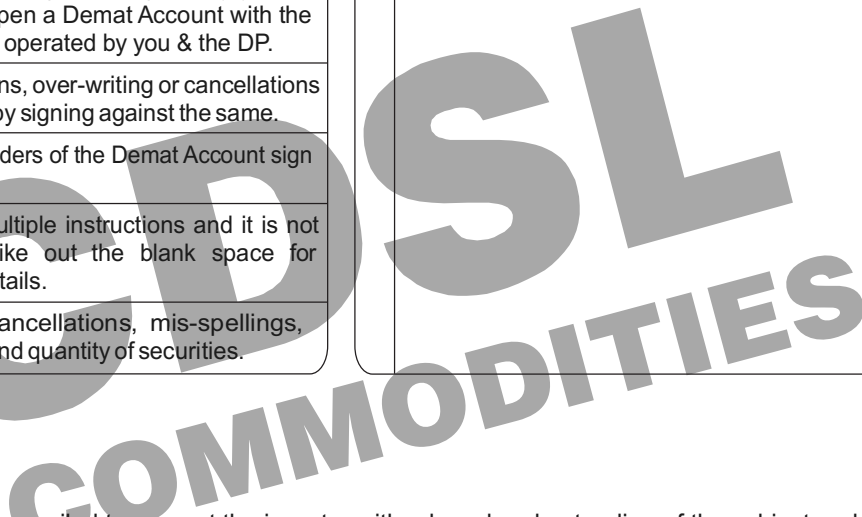 pen a Demat Account with the
operated by you & the DP.
ns, over-writing or cancellations
by signing against the same.
ders of the Demat Account sign
ultiple instructions and it is not
ike out the blank space for
tails.
ancellations, mis-spellings,
nd quantity of securities.
CDSL
COMMODITIES